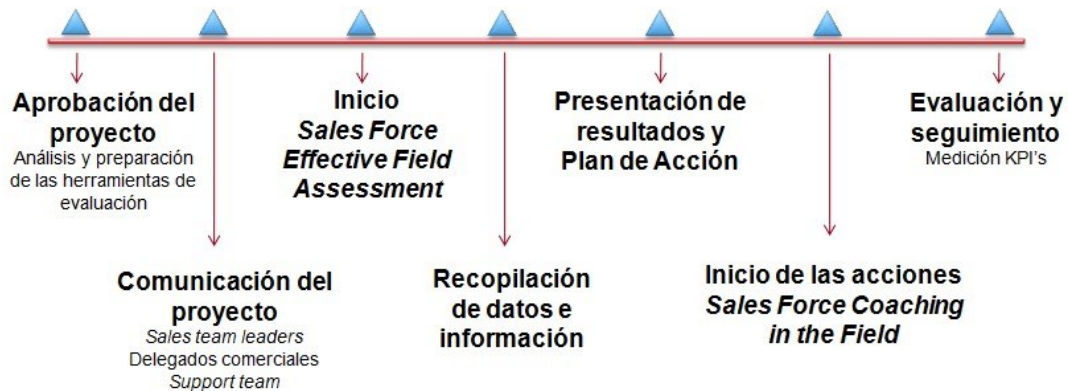 Aprobación del
proyecto
Análisis y preparación
de las herramientas de
evaluación
Comunicación del
proyecto
Sales team leaders
Delegados comerciales
Support team
Inicio
Sales Force
Effective Field
Assessment
Recopilación
de datos e
información
Presentación de
resultados y
Plan de Acción
Inicio de las acciones
Sales Force Coaching
in the Field
Evaluación y
seguimiento
Medición KPI's